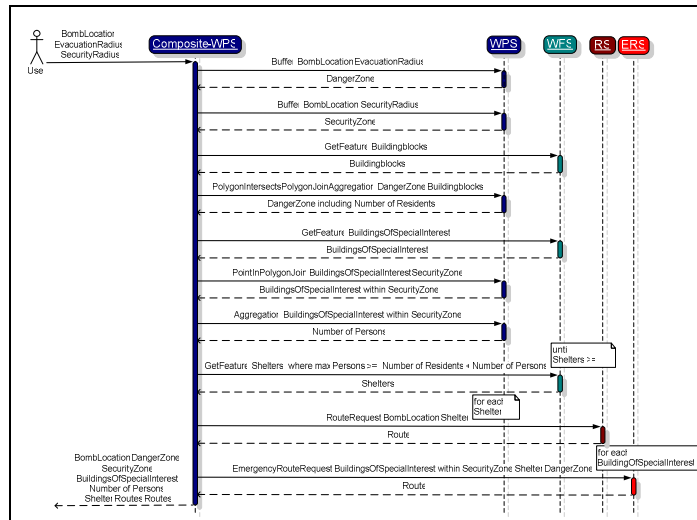 BombLocation
EvacuationRadius
SecurityRadius
Use
Composite-WPS
WPS
WFS
RS
ERS
Buffe BombLocation EvacuationRadius
DangerZone
Buffe BombLocation SecurityRadius
SecurityZone
GetFeature Buildingblocks
Buildingblocks
PolygonIntersectsPolygonJoinAggregation DangerZone Buildingblocks
DangerZone including Number of Residents
GetFeature BuildingsOfSpecialInterest
BuildingsOfSpecialInterest
PointInPolygonJoin BuildingsOfSpecialInterest SecurityZone
BuildingsOfSpecialInterest within SecurityZone
Aggregation BuildingsOfSpecialInterest within SecurityZone
Number of Persons
unti
Shelters >=
GetFeature Shelters where max Persons >= Number of Residents + Number of Persons
Shelters
for each
Shelter
RouteRequest BombLocation Shelter
Route
for each
BuildingOfSpecialInterest
BombLocation DangerZone
SecurityZone
BuildingsOfSpecialInterest
Number of Persons
Shelter Routes Routes
EmergencyRouteRequest BuildingsOfSpecialInterest within SecurityZone Shelter DangerZone
Route